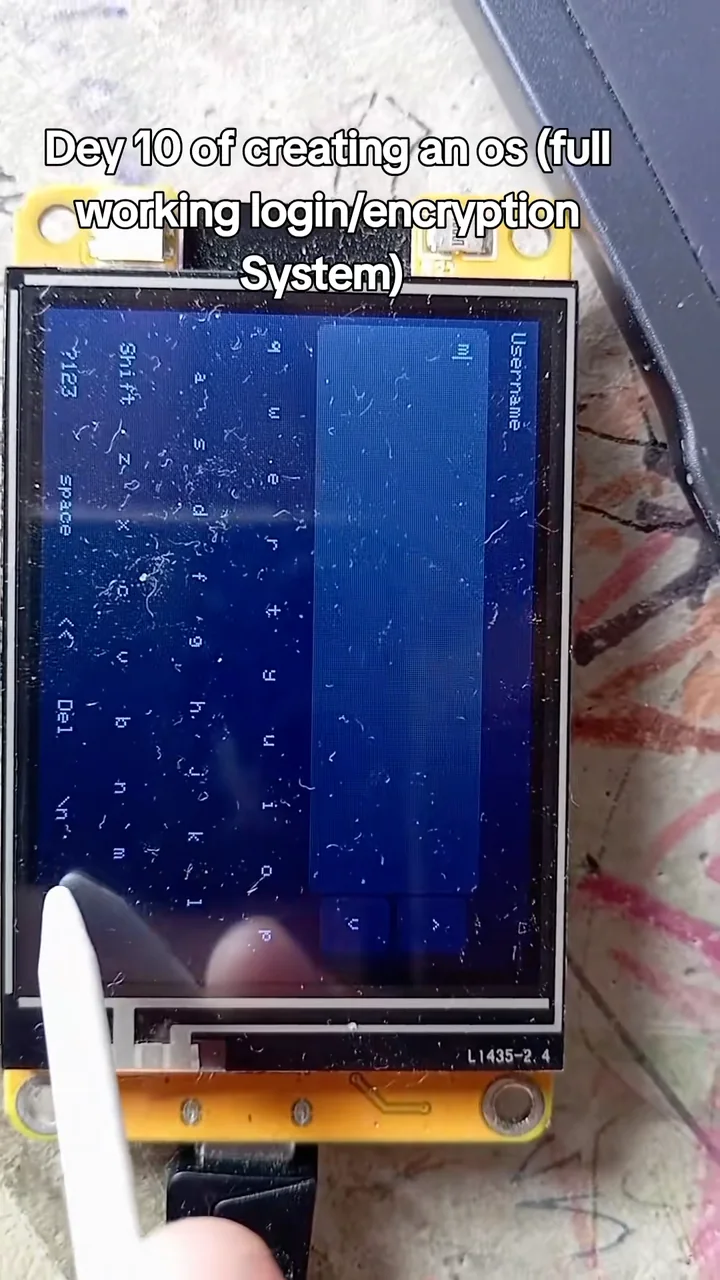 Dey 10 of creating an os (full
working login/encryption
System)
Username
m
q w e r t y u i o p
a s d f g h j k l
Shift z x c v b n m
?123 space <> Del \n
L1435-2.4